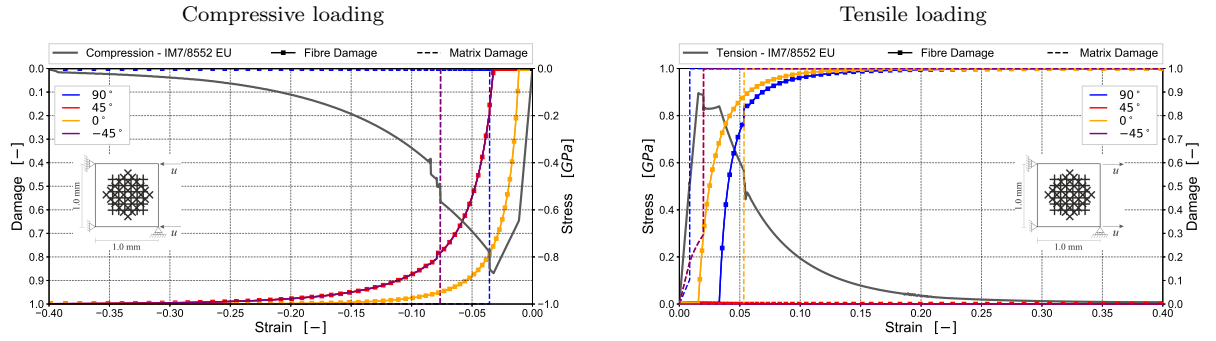 Compressive loading
Compression - IM7/8552 EU
Fibre Damage
Matrix Damage
0.0
0.1
0.2
0.3
0.4
0.5
0.6
0.7
0.8
0.9
1.0
Damage [−]
90°
45°
0°
−45°
u
1.0 mm
u
1.0 mm
0.0
−0.2
−0.4
−0.6
−0.8
−1.0
Stress [GPa]
−0.40
−0.35
−0.30
−0.25
−0.20
−0.15
−0.10
−0.05
0.00
Strain [−]
Tensile loading
Tension - IM7/8552 EU
Fibre Damage
Matrix Damage
1.0
0.8
0.6
0.4
0.2
0.0
Stress [GPa]
90°
45°
0°
−45°
u
1.0 mm
u
1.0 mm
1.0
0.9
0.8
0.7
0.6
0.5
0.4
0.3
0.2
0.1
0.0
Damage [−]
0.00
0.05
0.10
0.15
0.20
0.25
0.30
0.35
0.40
Strain [−]